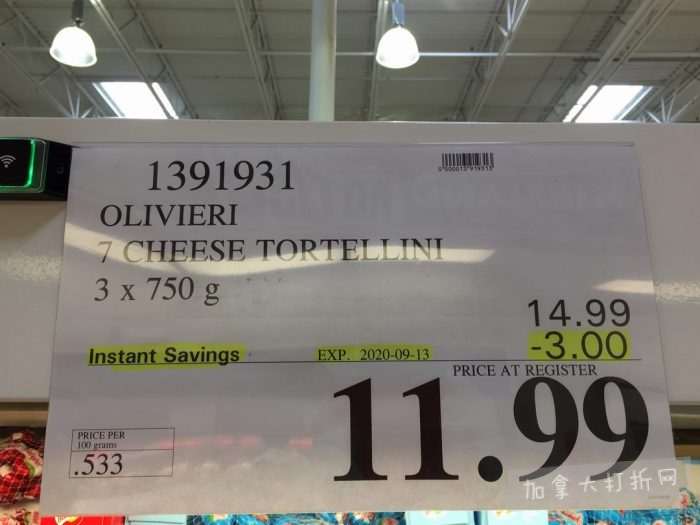 1391931
0000013919313
OLIVIERI
7 CHEESE TORTELLINI
3 x 750 g
14.99
Instant Savings EXP. 2020-09-13 -3.00
PRICE AT REGISTER
11.99
PRICE PER
100 grams
.533
加拿大打折网